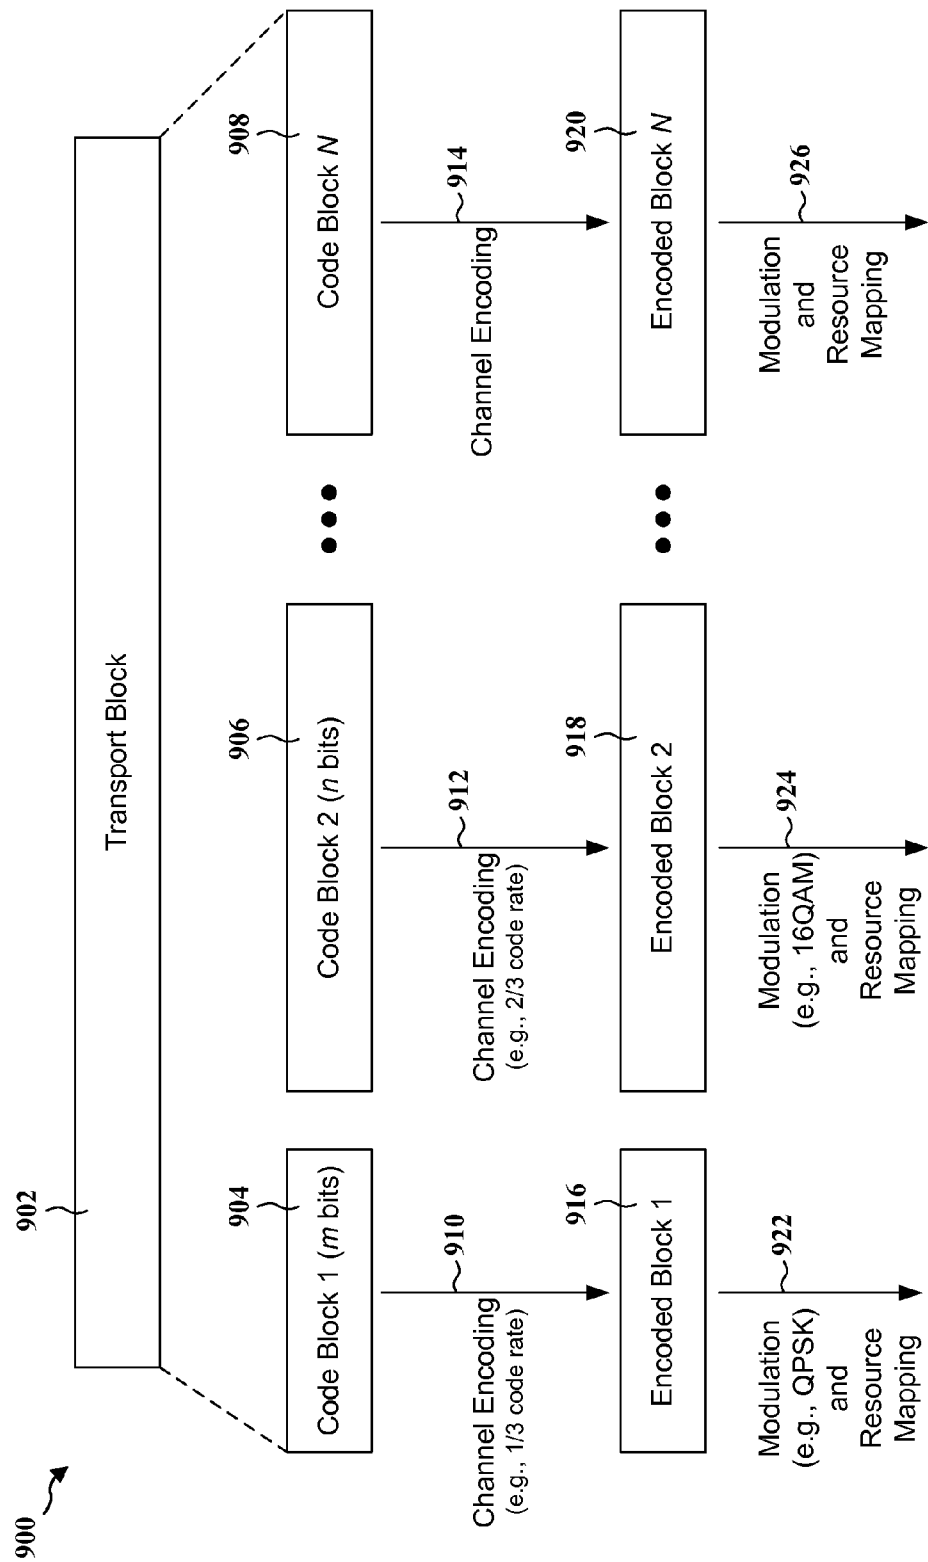 900
902
Transport Block
904
906
908
Code Block 1 (m bits)
Code Block 2 (n bits)
Code Block N
910
912
914
Channel Encoding
(e.g., 1/3 code rate)
Channel Encoding
(e.g., 2/3 code rate)
Channel Encoding
916
918
920
Encoded Block 1
Encoded Block 2
Encoded Block N
922
924
926
Modulation
(e.g., QPSK)
and
Resource
Mapping
Modulation
(e.g., 16QAM)
and
Resource
Mapping
Modulation
and
Resource
Mapping